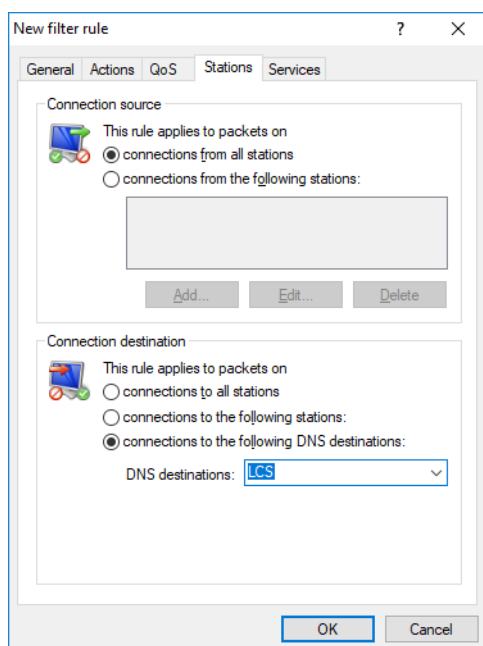 New filter rule ?
General Actions QoS Stations Services
Connection source
This rule applies to packets on
connections from all stations
connections from the following stations:
Add... Edit... Delete
Connection destination
This rule applies to packets on
connections to all stations
connections to the following stations:
connections to the following DNS destinations:
DNS destinations: LCS
OK Cancel